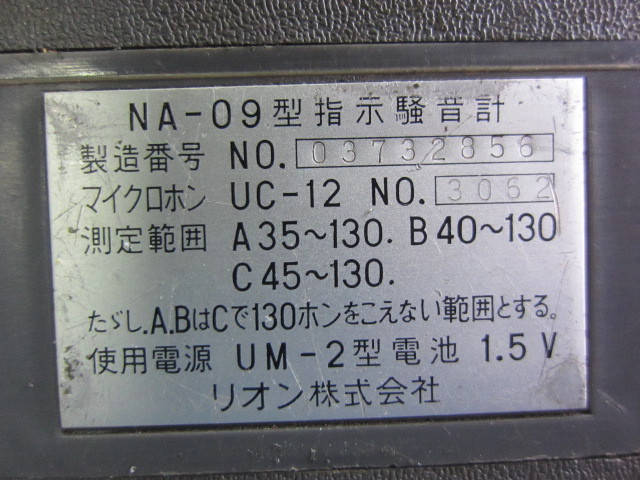 NA-09型指示騒音計
製造番号 NO. 03732856
マイクロホン UC-12 NO. 3062
測定範囲 A35~130. B40~130
C45~130.
たゞし.A.BはCで130ホンをこえない範囲とする。
使用電源 UM-2型電池 1.5V
リオン株式会社